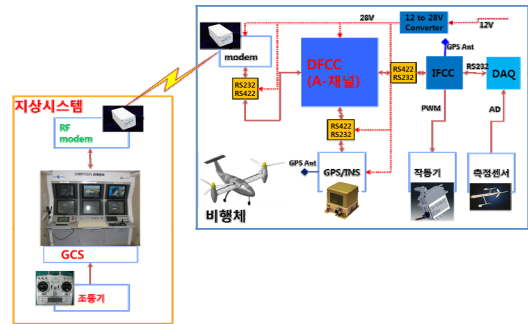 28V
12 to 28V
Converter
12V
GPS Ant
modem
DFCC
(A-채널)
RS422
RS232
IFCC
RS232
DAQ
RS232
RS422
PWM
AD
RS422
RS232
지상시스템
RF
modem
GPS Ant
GPS/INS
작동기
측정센서
비행체
GCS
조종기